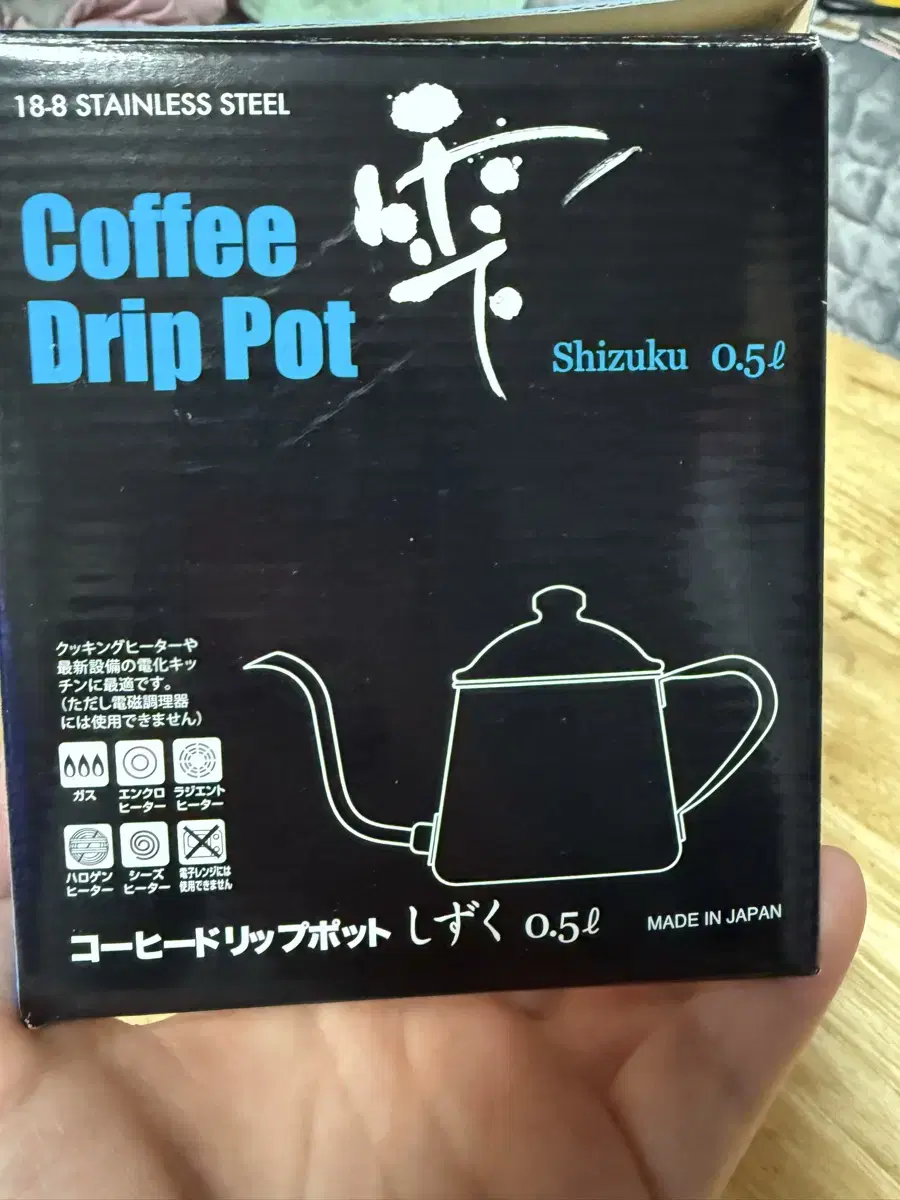 18-8 STAINLESS STEEL
Coffee
Drip Pot
雫
Shizuku 0.5ℓ
クッキングヒーターや
最新設備の電化キッ
チンに最適です。
(ただし電磁調理器
には使用できません)
ガス
エンクロ
ヒーター
ラジエント
ヒーター
ハロゲン
ヒーター
シーズ
ヒーター
電子レンジには
使用できません
コーヒードリップポット しずく 0.5ℓ
MADE IN JAPAN